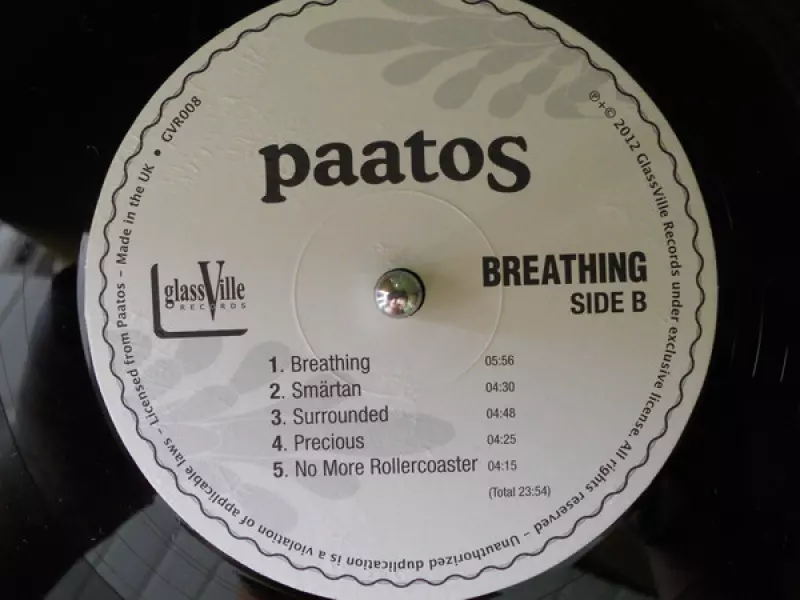 paatos
glassVille
RECORDS
BREATHING
SIDE B
1. Breathing 05:56
2. Smärtan 04:30
3. Surrounded 04:48
4. Precious 04:25
5. No More Rollercoaster 04:15
(Total 23:54)
℗+© 2012 GlassVille Records under exclusive license. All rights reserved – Unauthorized duplication is a violation of applicable laws – Licensed from Paatos – Made in the UK • GVR008